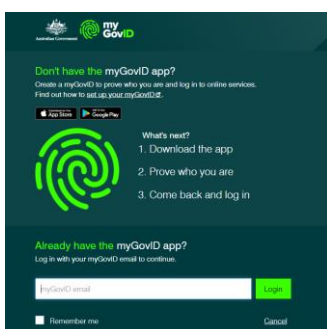 Australian Government
my
GovID
Don't have the myGovID app?
Create a myGovID to prove who you are and log in to online services.
Find out how to set up your myGovID.
App Store
Google Play
What's next?
1. Download the app
2. Prove who you are
3. Come back and log in
Already have the myGovID app?
Log in with your myGovID email to continue.
myGovID email
Login
Remember me
Cancel